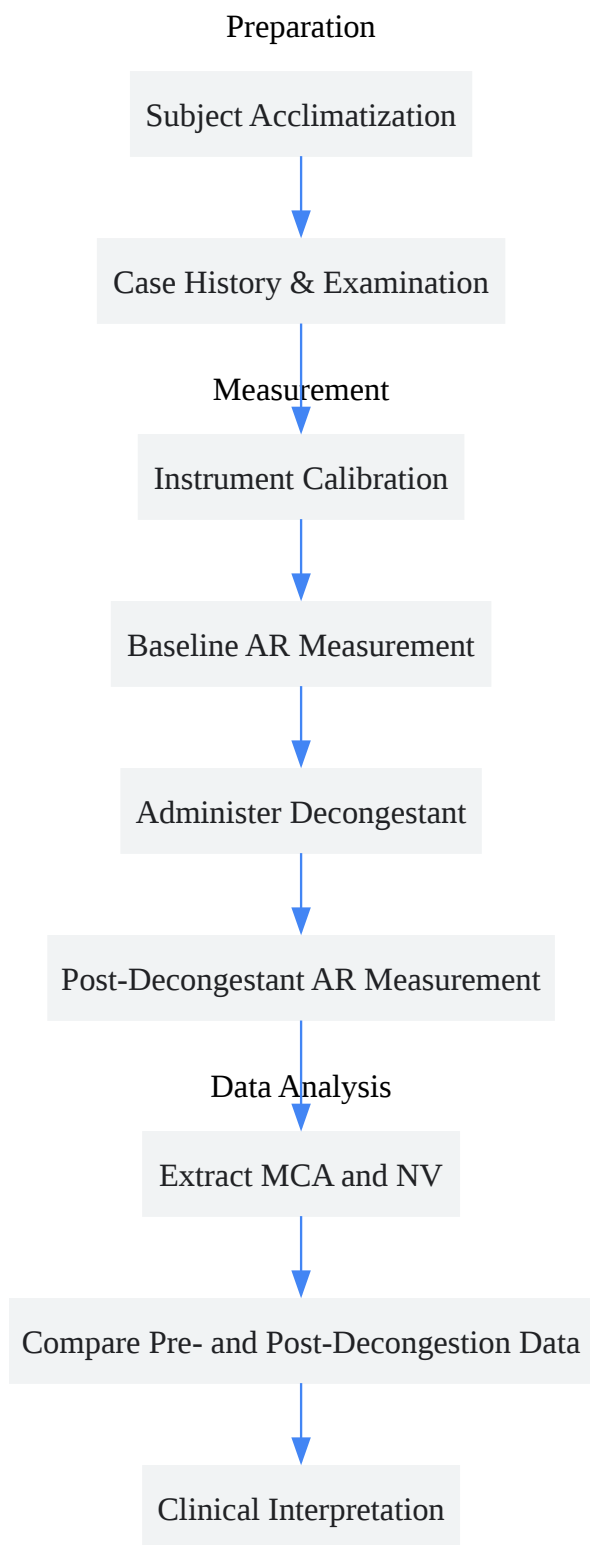 Preparation
Subject Acclimatization
Case History & Examination
Measurement
Instrument Calibration
Baseline AR Measurement
Administer Decongestant
Post-Decongestant AR Measurement
Data Analysis
Extract MCA and NV
Compare Pre- and Post-Decongestion Data
Clinical Interpretation